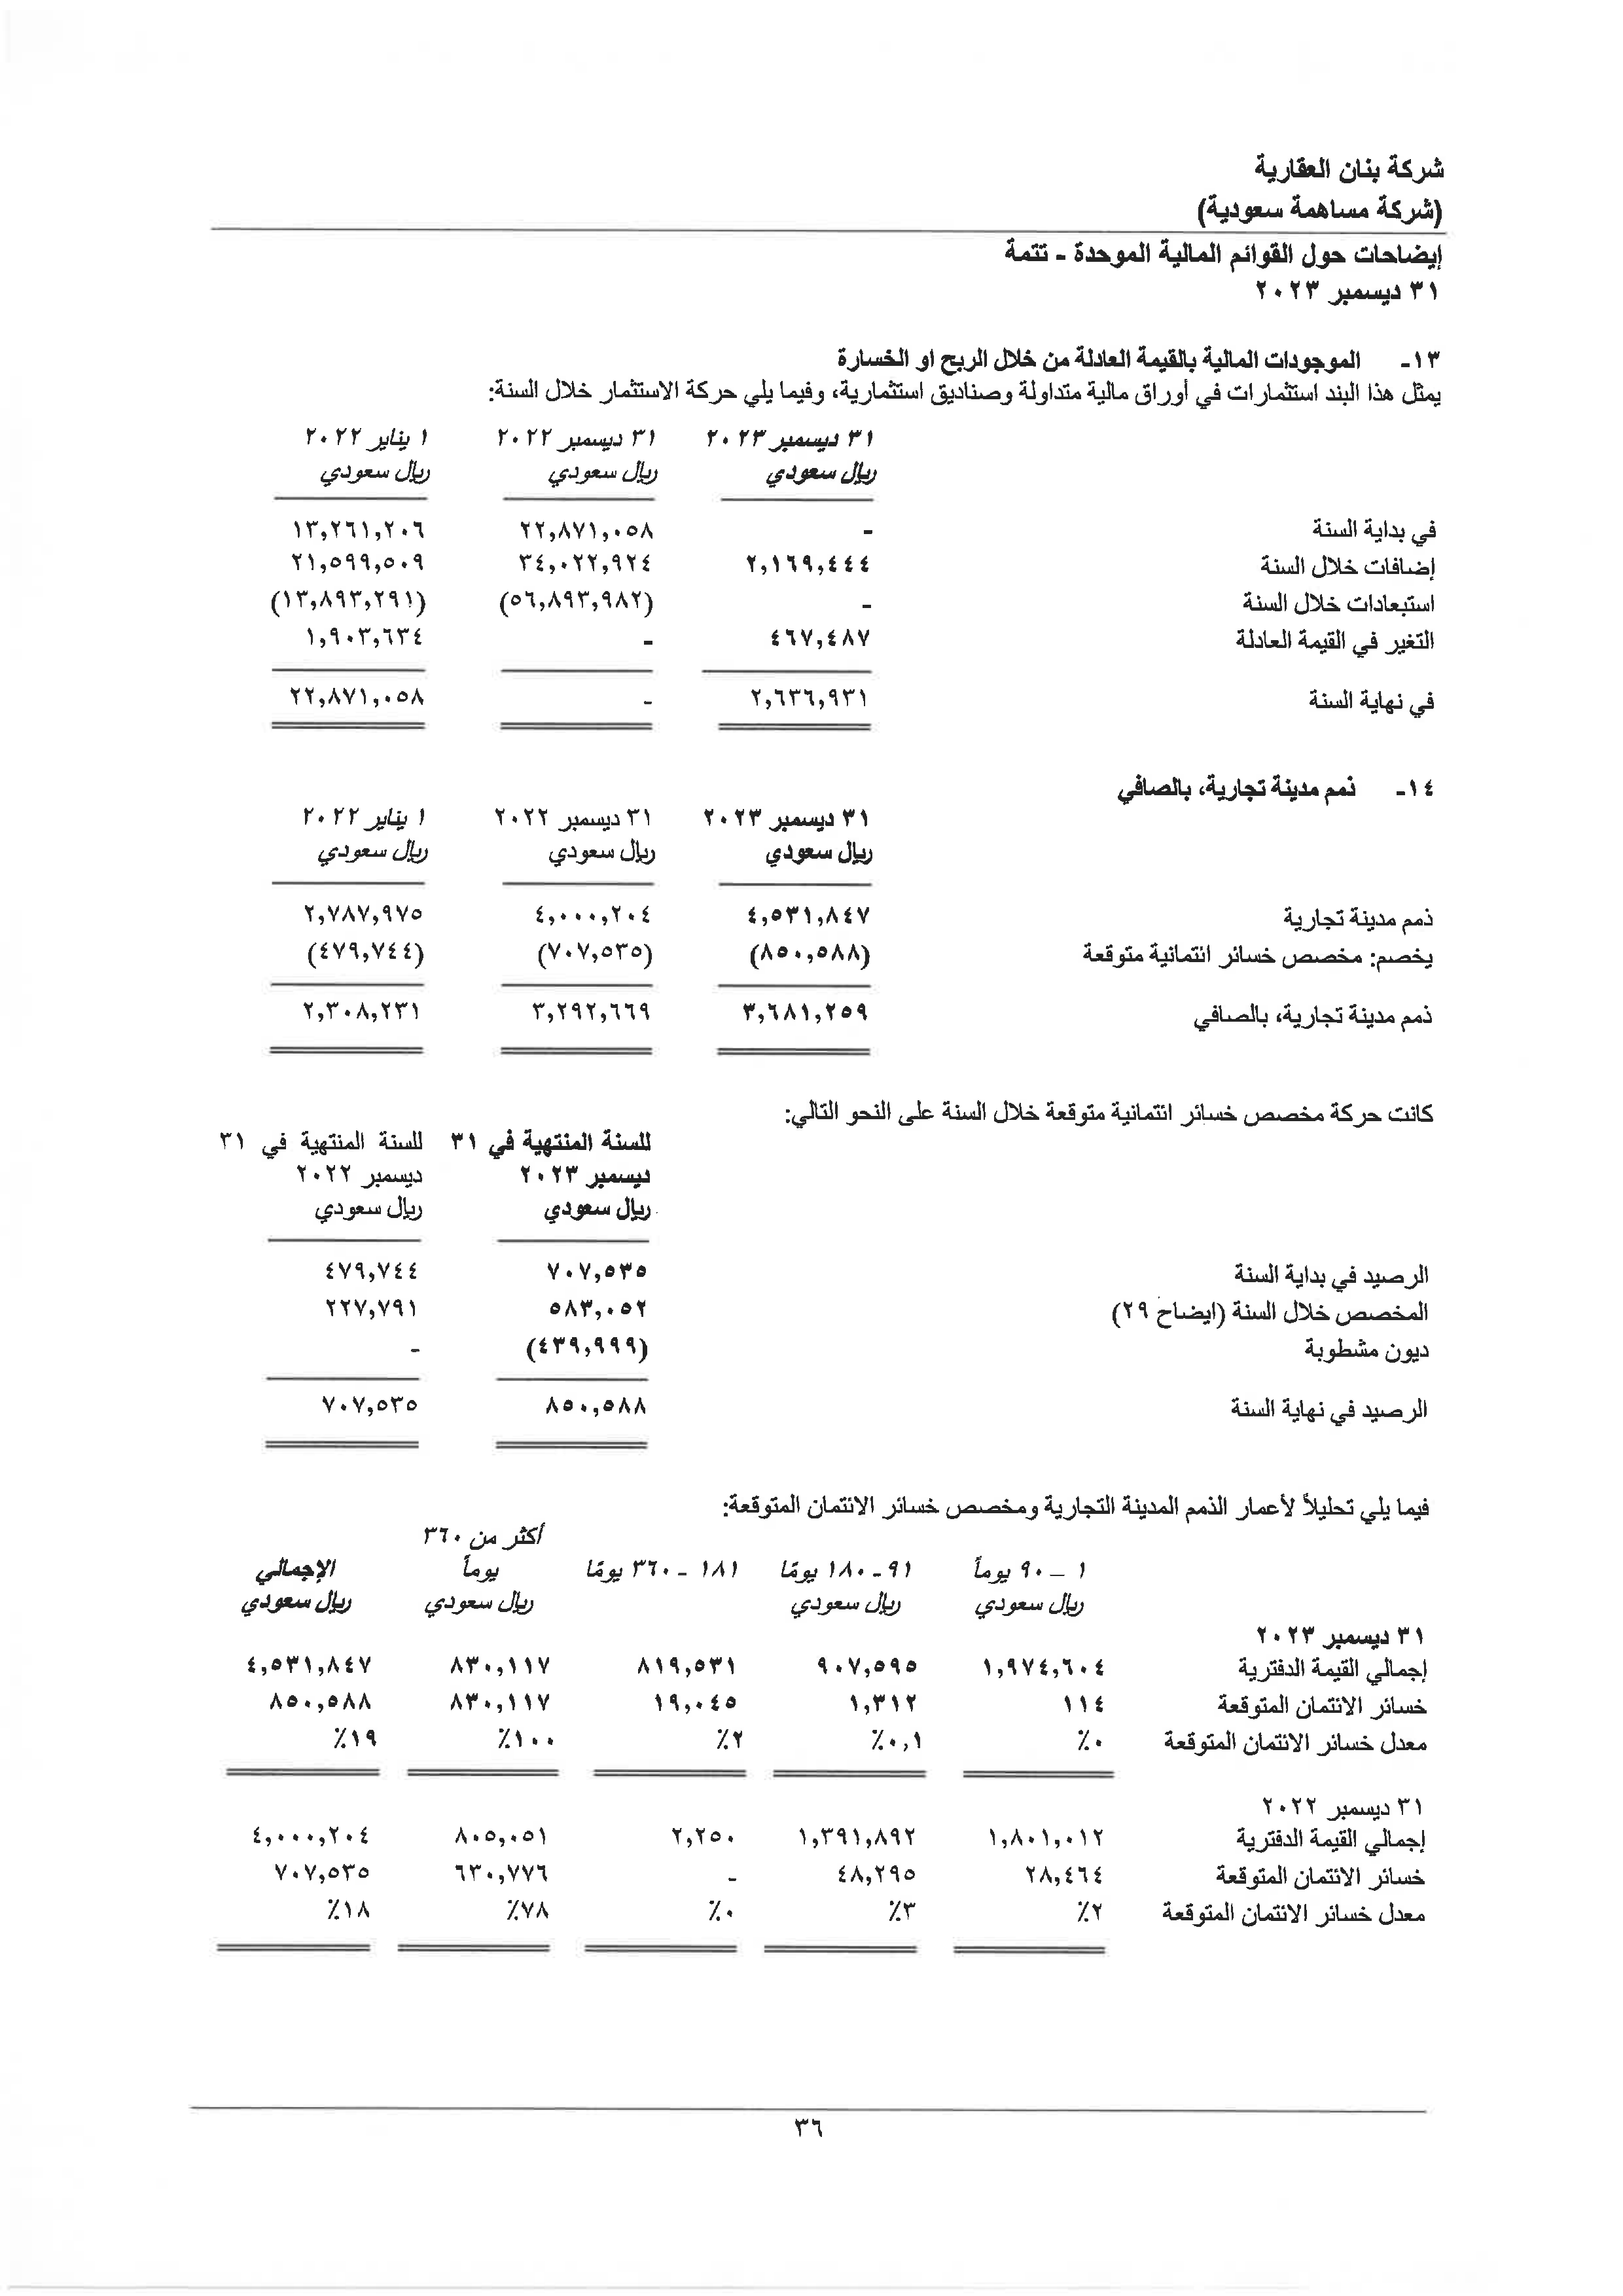 شركة بنان العقارية
(شركة مساهمة سعودية)
إيضاحات حول القوائم المالية الموحدة - تتمة
٣١ ديسمبر ٢٠٢٣
١٣- الموجودات المالية بالقيمة العادلة من خلال الربح او الخسارة
يمثل هذا البند استثمارات في أوراق مالية متداولة وصناديق استثمارية، وفيما يلي حركة الاستثمار خلال السنة:
٣١ ديسمبر ٢٠٢٣ ٣١ ديسمبر ٢٠٢٢ ١ يناير ٢٠٢٢
ريال سعودي ريال سعودي ريال سعودي
في بداية السنة - ٢٢,٨٧١,٠٥٨ ١٣,٢٦١,٢٠٦
إضافات خلال السنة ٢,١٦٩,٤٤٤ ٣٤,٠٢٢,٩٢٤ ٢١,٥٩٩,٥٠٩
استبعادات خلال السنة - (٥٦,٨٩٣,٩٨٢) (١٣,٨٩٣,٢٩١)
التغير في القيمة العادلة ٤٦٧,٤٨٧ - ١,٩٠٣,٦٣٤
في نهاية السنة ٢,٦٣٦,٩٣١ - ٢٢,٨٧١,٠٥٨
١٤- ذمم مدينة تجارية، بالصافي
٣١ ديسمبر ٢٠٢٣ ٣١ ديسمبر ٢٠٢٢ ١ يناير ٢٠٢٢
ريال سعودي ريال سعودي ريال سعودي
ذمم مدينة تجارية ٤,٥٣١,٨٤٧ ٤,٠٠٠,٢٠٤ ٢,٧٨٧,٩٧٥
يخصم: مخصص خسائر ائتمانية متوقعة (٨٥٠,٥٨٨) (٧٠٧,٥٣٥) (٤٧٩,٧٤٤)
ذمم مدينة تجارية، بالصافي ٣,٦٨١,٢٥٩ ٣,٢٩٢,٦٦٩ ٢,٣٠٨,٢٣١
كانت حركة مخصص خسائر ائتمانية متوقعة خلال السنة على النحو التالي:
للسنة المنتهية في ٣١ للسنة المنتهية في ٣١
ديسمبر ٢٠٢٣ ديسمبر ٢٠٢٢
ريال سعودي ريال سعودي
الرصيد في بداية السنة ٧٠٧,٥٣٥ ٤٧٩,٧٤٤
المخصص خلال السنة (ايضاح ٢٩) ٥٨٣,٠٥٢ ٢٢٧,٧٩١
ديون مشطوبة (٤٣٩,٩٩٩) -
الرصيد في نهاية السنة ٨٥٠,٥٨٨ ٧٠٧,٥٣٥
فيما يلي تحليلاً لأعمار الذمم المدينة التجارية ومخصص خسائر الائتمان المتوقعة:
أكثر من ٣٦٠
١ – ٩٠ يوماً ٩١- ١٨٠ يومًا ١٨١ - ٣٦٠ يومًا يوماً الإجمالي
ريال سعودي ريال سعودي ريال سعودي ريال سعودي
٣١ ديسمبر ٢٠٢٣
إجمالي القيمة الدفترية ١,٩٧٤,٦٠٤ ٩٠٧,٥٩٥ ٨١٩,٥٣١ ٨٣٠,١١٧ ٤,٥٣١,٨٤٧
خسائر الائتمان المتوقعة ١١٤ ١,٣١٢ ١٩,٠٤٥ ٨٣٠,١١٧ ٨٥٠,٥٨٨
معدل خسائر الائتمان المتوقعة ٠٪ ٠,١٪ ٢٪ ١٠٠٪ ١٩٪
٣١ ديسمبر ٢٠٢٢
إجمالي القيمة الدفترية ١,٨٠١,٠١٢ ١,٣٩١,٨٩٢ ٢,٢٥٠ ٨٠٥,٠٥١ ٤,٠٠٠,٢٠٤
خسائر الائتمان المتوقعة ٢٨,٤٦٤ ٤٨,٢٩٥ - ٦٣٠,٧٧٦ ٧٠٧,٥٣٥
معدل خسائر الائتمان المتوقعة ٢٪ ٣٪ ٠٪ ٧٨٪ ١٨٪
٣٦